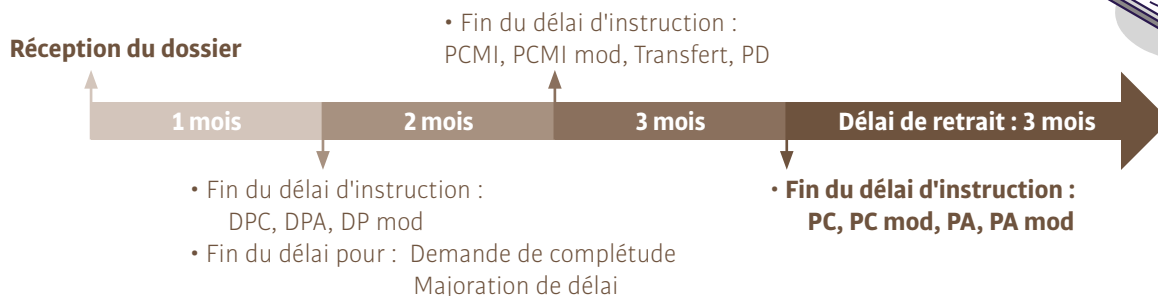 • Fin du délai d'instruction :
PCMI, PCMI mod, Transfert, PD
Réception du dossier
1 mois
2 mois
3 mois
Délai de retrait : 3 mois
• Fin du délai d'instruction :
DPC, DPA, DP mod
• Fin du délai pour : Demande de complétude
Majoration de délai
• Fin du délai d'instruction :
PC, PC mod, PA, PA mod